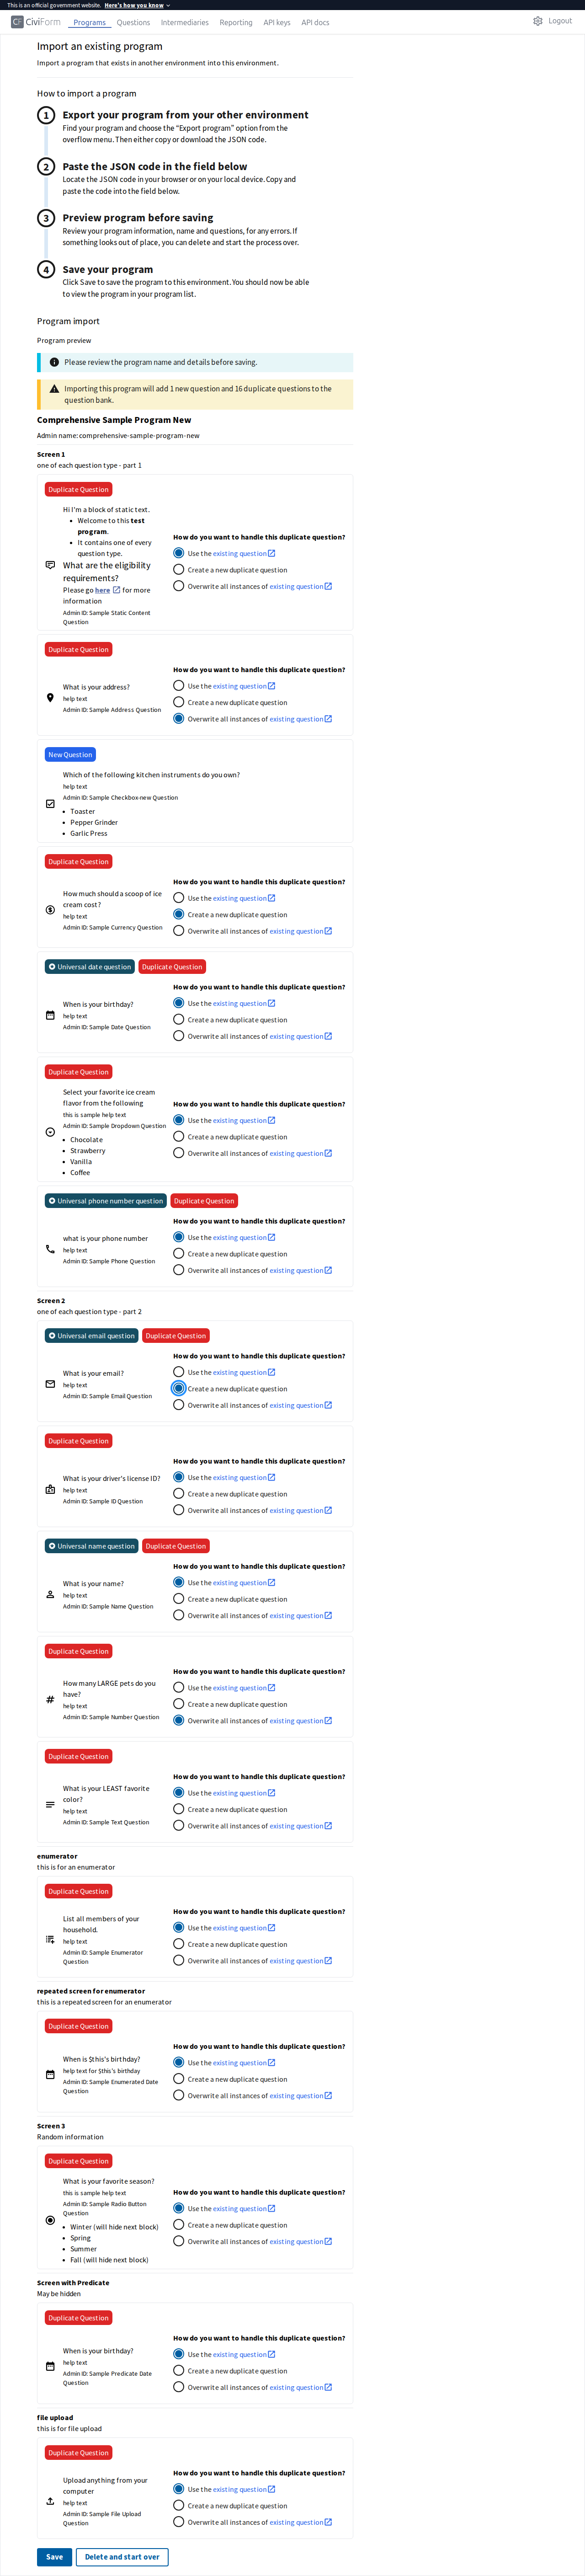 This is an official government website. Here's how you know
CiviForm Programs Questions Intermediaries Reporting API keys API docs Logout
Import an existing program
Import a program that exists in another environment into this environment.
How to import a program
1 Export your program from your other environment
Find your program and choose the "Export program" option from the
overflow menu. Then either copy or download the JSON code.
2 Paste the JSON code in the field below
Locate the JSON code in your browser or on your local device. Copy and
paste the code into the field below.
3 Preview program before saving
Review your program information, name and questions, for any errors. If
something looks out of place, you can delete and start the process over.
4 Save your program
Click Save to save the program to this environment. You should now be able
to view the program in your program list.
Program import
Program preview
Please review the program name and details before saving.
Importing this program will add 1 new question and 16 duplicate questions to the
question bank.
Comprehensive Sample Program New
Admin name: comprehensive-sample-program-new
Screen 1
one of each question type - part 1
Duplicate Question
Hi I'm a block of static text.
Welcome to this test
program.
It contains one of every
question type.
What are the eligibility
requirements?
Please go here for more
information
Admin ID: Sample Static Content
Question
How do you want to handle this duplicate question?
Use the existing question
Create a new duplicate question
Overwrite all instances of existing question
Duplicate Question
What is your address?
help text
Admin ID: Sample Address Question
How do you want to handle this duplicate question?
Use the existing question
Create a new duplicate question
Overwrite all instances of existing question
New Question
Which of the following kitchen instruments do you own?
help text
Admin ID: Sample Checkbox-new Question
Toaster
Pepper Grinder
Garlic Press
Duplicate Question
How much should a scoop of ice
cream cost?
help text
Admin ID: Sample Currency Question
How do you want to handle this duplicate question?
Use the existing question
Create a new duplicate question
Overwrite all instances of existing question
Universal date question Duplicate Question
When is your birthday?
help text
Admin ID: Sample Date Question
How do you want to handle this duplicate question?
Use the existing question
Create a new duplicate question
Overwrite all instances of existing question
Duplicate Question
Select your favorite ice cream
flavor from the following
this is sample help text
Admin ID: Sample Dropdown Question
Chocolate
Strawberry
Vanilla
Coffee
How do you want to handle this duplicate question?
Use the existing question
Create a new duplicate question
Overwrite all instances of existing question
Universal phone number question Duplicate Question
what is your phone number
help text
Admin ID: Sample Phone Question
How do you want to handle this duplicate question?
Use the existing question
Create a new duplicate question
Overwrite all instances of existing question
Screen 2
one of each question type - part 2
Universal email question Duplicate Question
What is your email?
help text
Admin ID: Sample Email Question
How do you want to handle this duplicate question?
Use the existing question
Create a new duplicate question
Overwrite all instances of existing question
Duplicate Question
What is your driver's license ID?
help text
Admin ID: Sample ID Question
How do you want to handle this duplicate question?
Use the existing question
Create a new duplicate question
Overwrite all instances of existing question
Universal name question Duplicate Question
What is your name?
help text
Admin ID: Sample Name Question
How do you want to handle this duplicate question?
Use the existing question
Create a new duplicate question
Overwrite all instances of existing question
Duplicate Question
How many LARGE pets do you
have?
help text
Admin ID: Sample Number Question
How do you want to handle this duplicate question?
Use the existing question
Create a new duplicate question
Overwrite all instances of existing question
Duplicate Question
What is your LEAST favorite
color?
help text
Admin ID: Sample Text Question
How do you want to handle this duplicate question?
Use the existing question
Create a new duplicate question
Overwrite all instances of existing question
enumerator
this is for an enumerator
Duplicate Question
List all members of your
household.
help text
Admin ID: Sample Enumerator
Question
How do you want to handle this duplicate question?
Use the existing question
Create a new duplicate question
Overwrite all instances of existing question
repeated screen for enumerator
this is a repeated screen for an enumerator
Duplicate Question
When is $this's birthday?
help text for $this's birthday
Admin ID: Sample Enumerated Date
Question
How do you want to handle this duplicate question?
Use the existing question
Create a new duplicate question
Overwrite all instances of existing question
Screen 3
Random information
Duplicate Question
What is your favorite season?
this is sample help text
Admin ID: Sample Radio Button
Question
Winter (will hide next block)
Spring
Summer
Fall (will hide next block)
How do you want to handle this duplicate question?
Use the existing question
Create a new duplicate question
Overwrite all instances of existing question
Screen with Predicate
May be hidden
Duplicate Question
When is your birthday?
help text
Admin ID: Sample Predicate Date
Question
How do you want to handle this duplicate question?
Use the existing question
Create a new duplicate question
Overwrite all instances of existing question
file upload
this is for file upload
Duplicate Question
Upload anything from your
computer
help text
Admin ID: Sample File Upload
Question
How do you want to handle this duplicate question?
Use the existing question
Create a new duplicate question
Overwrite all instances of existing question
Save Delete and start over